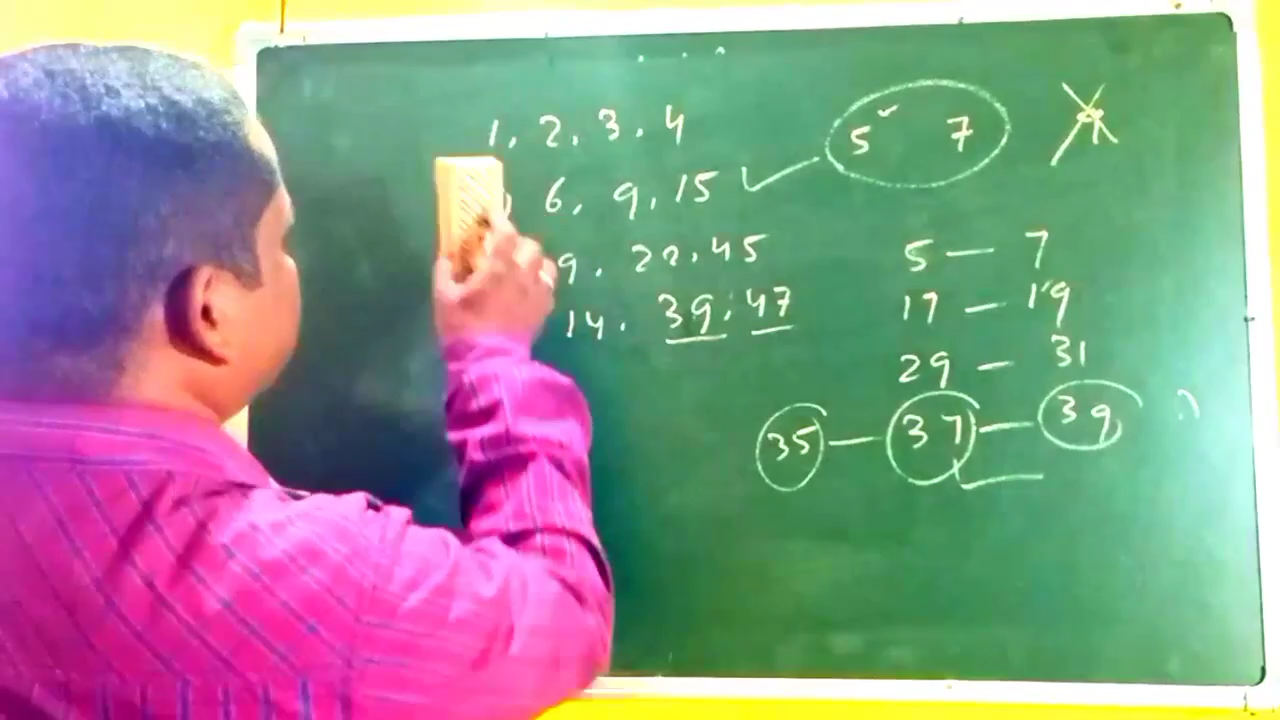 1, 2, 3, 4
6, 9, 15
9, 22, 45
14, 39, 47
5 7
5 — 7
17 — 19
29 — 31
35 — 37 — 39